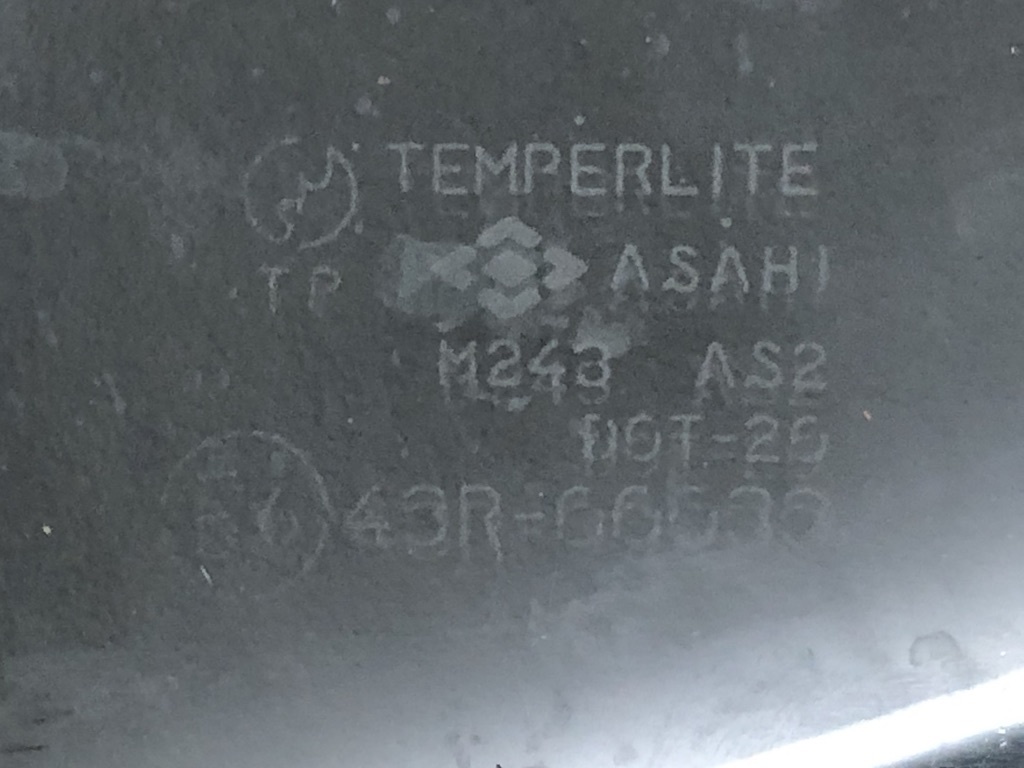 TEMPERLITE
TP ASAHI
M243 AS2
DOT-20
43R-